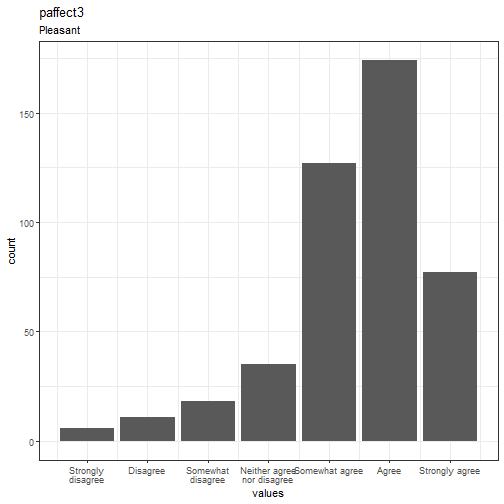 paffect3
Pleasant
150
100
50
0
count
Strongly disagree
Disagree
Somewhat disagree
Neither agree nor disagree
Somewhat agree
Agree
Strongly agree
values